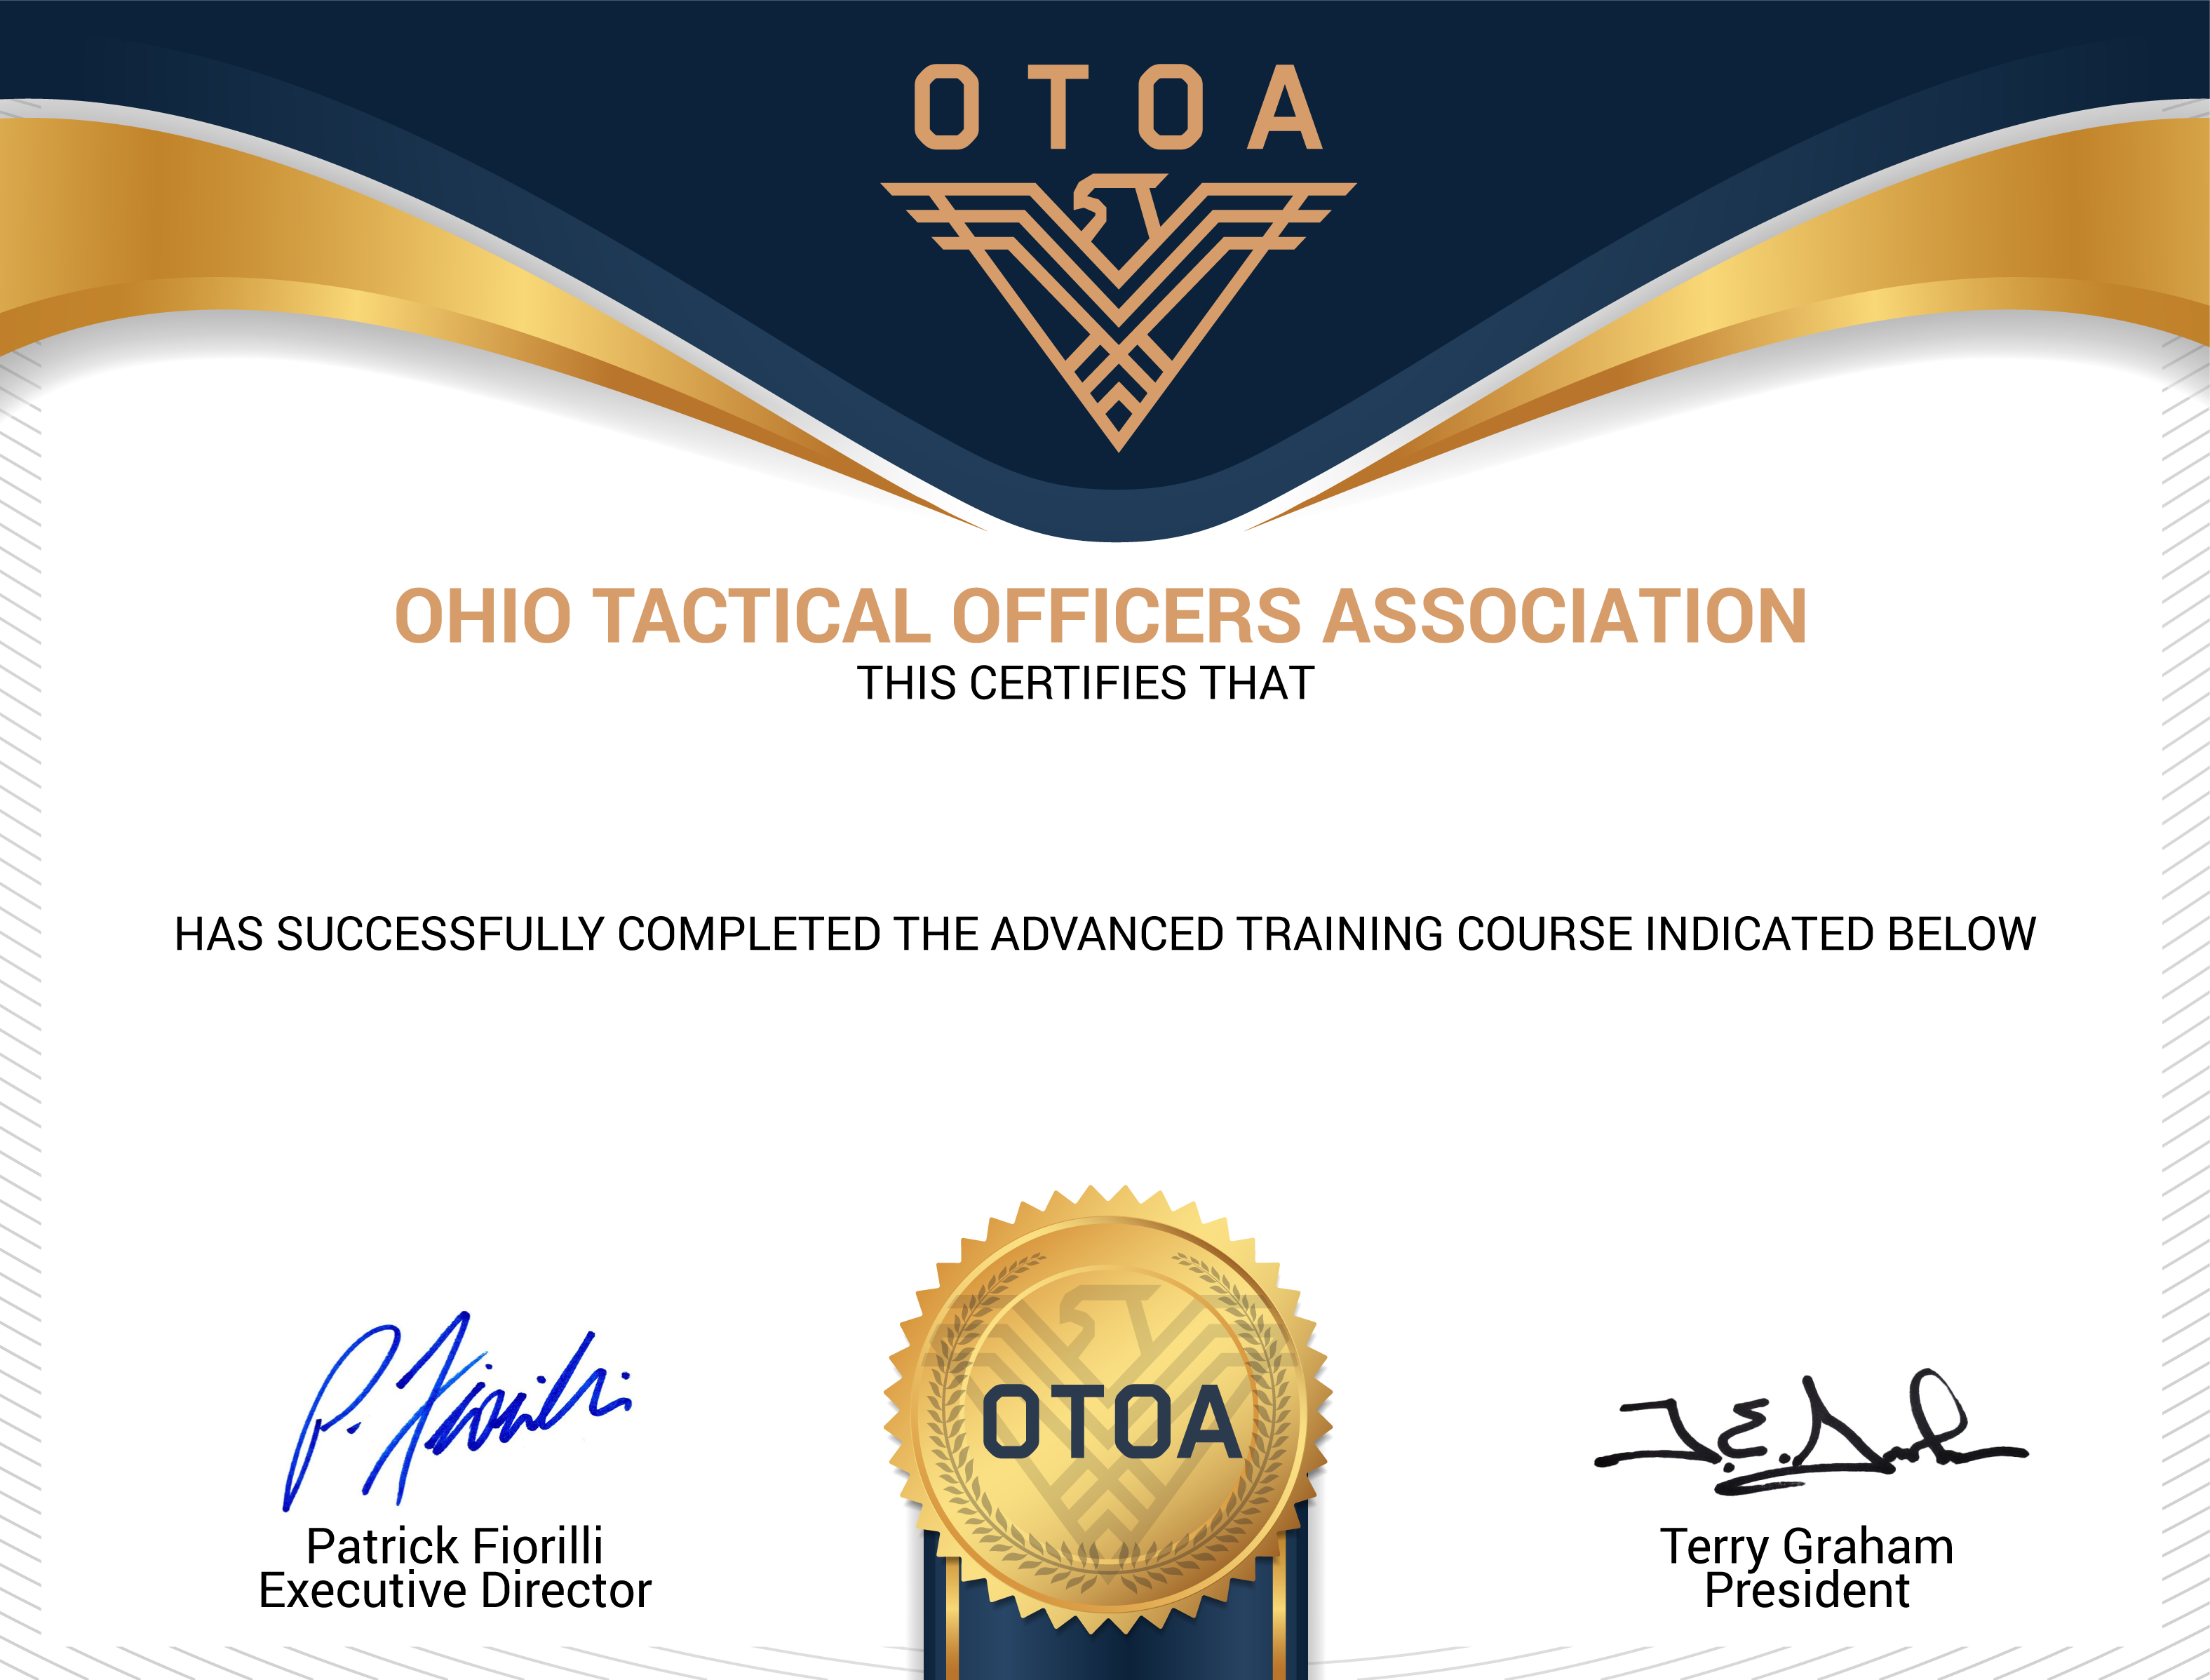 OTOA
OHIO TACTICAL OFFICERS ASSOCIATION
THIS CERTIFIES THAT
HAS SUCCESSFULLY COMPLETED THE ADVANCED TRAINING COURSE INDICATED BELOW
P. Fiorilli
OTOA
Patrick Fiorilli
Executive Director
Terry Graham
President